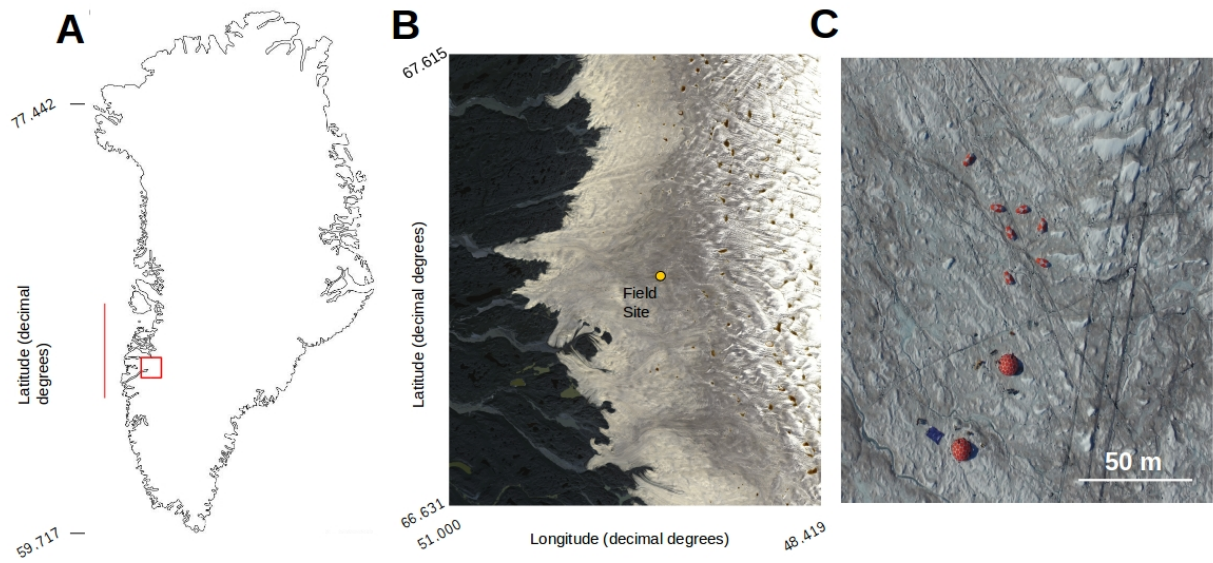 A
77.442
Latitude (decimal
degrees)
59.717
B
67.615
Latitude (decimal degrees)
Field
Site
66.631
51.000
Longitude (decimal degrees)
48.419
C
50 m